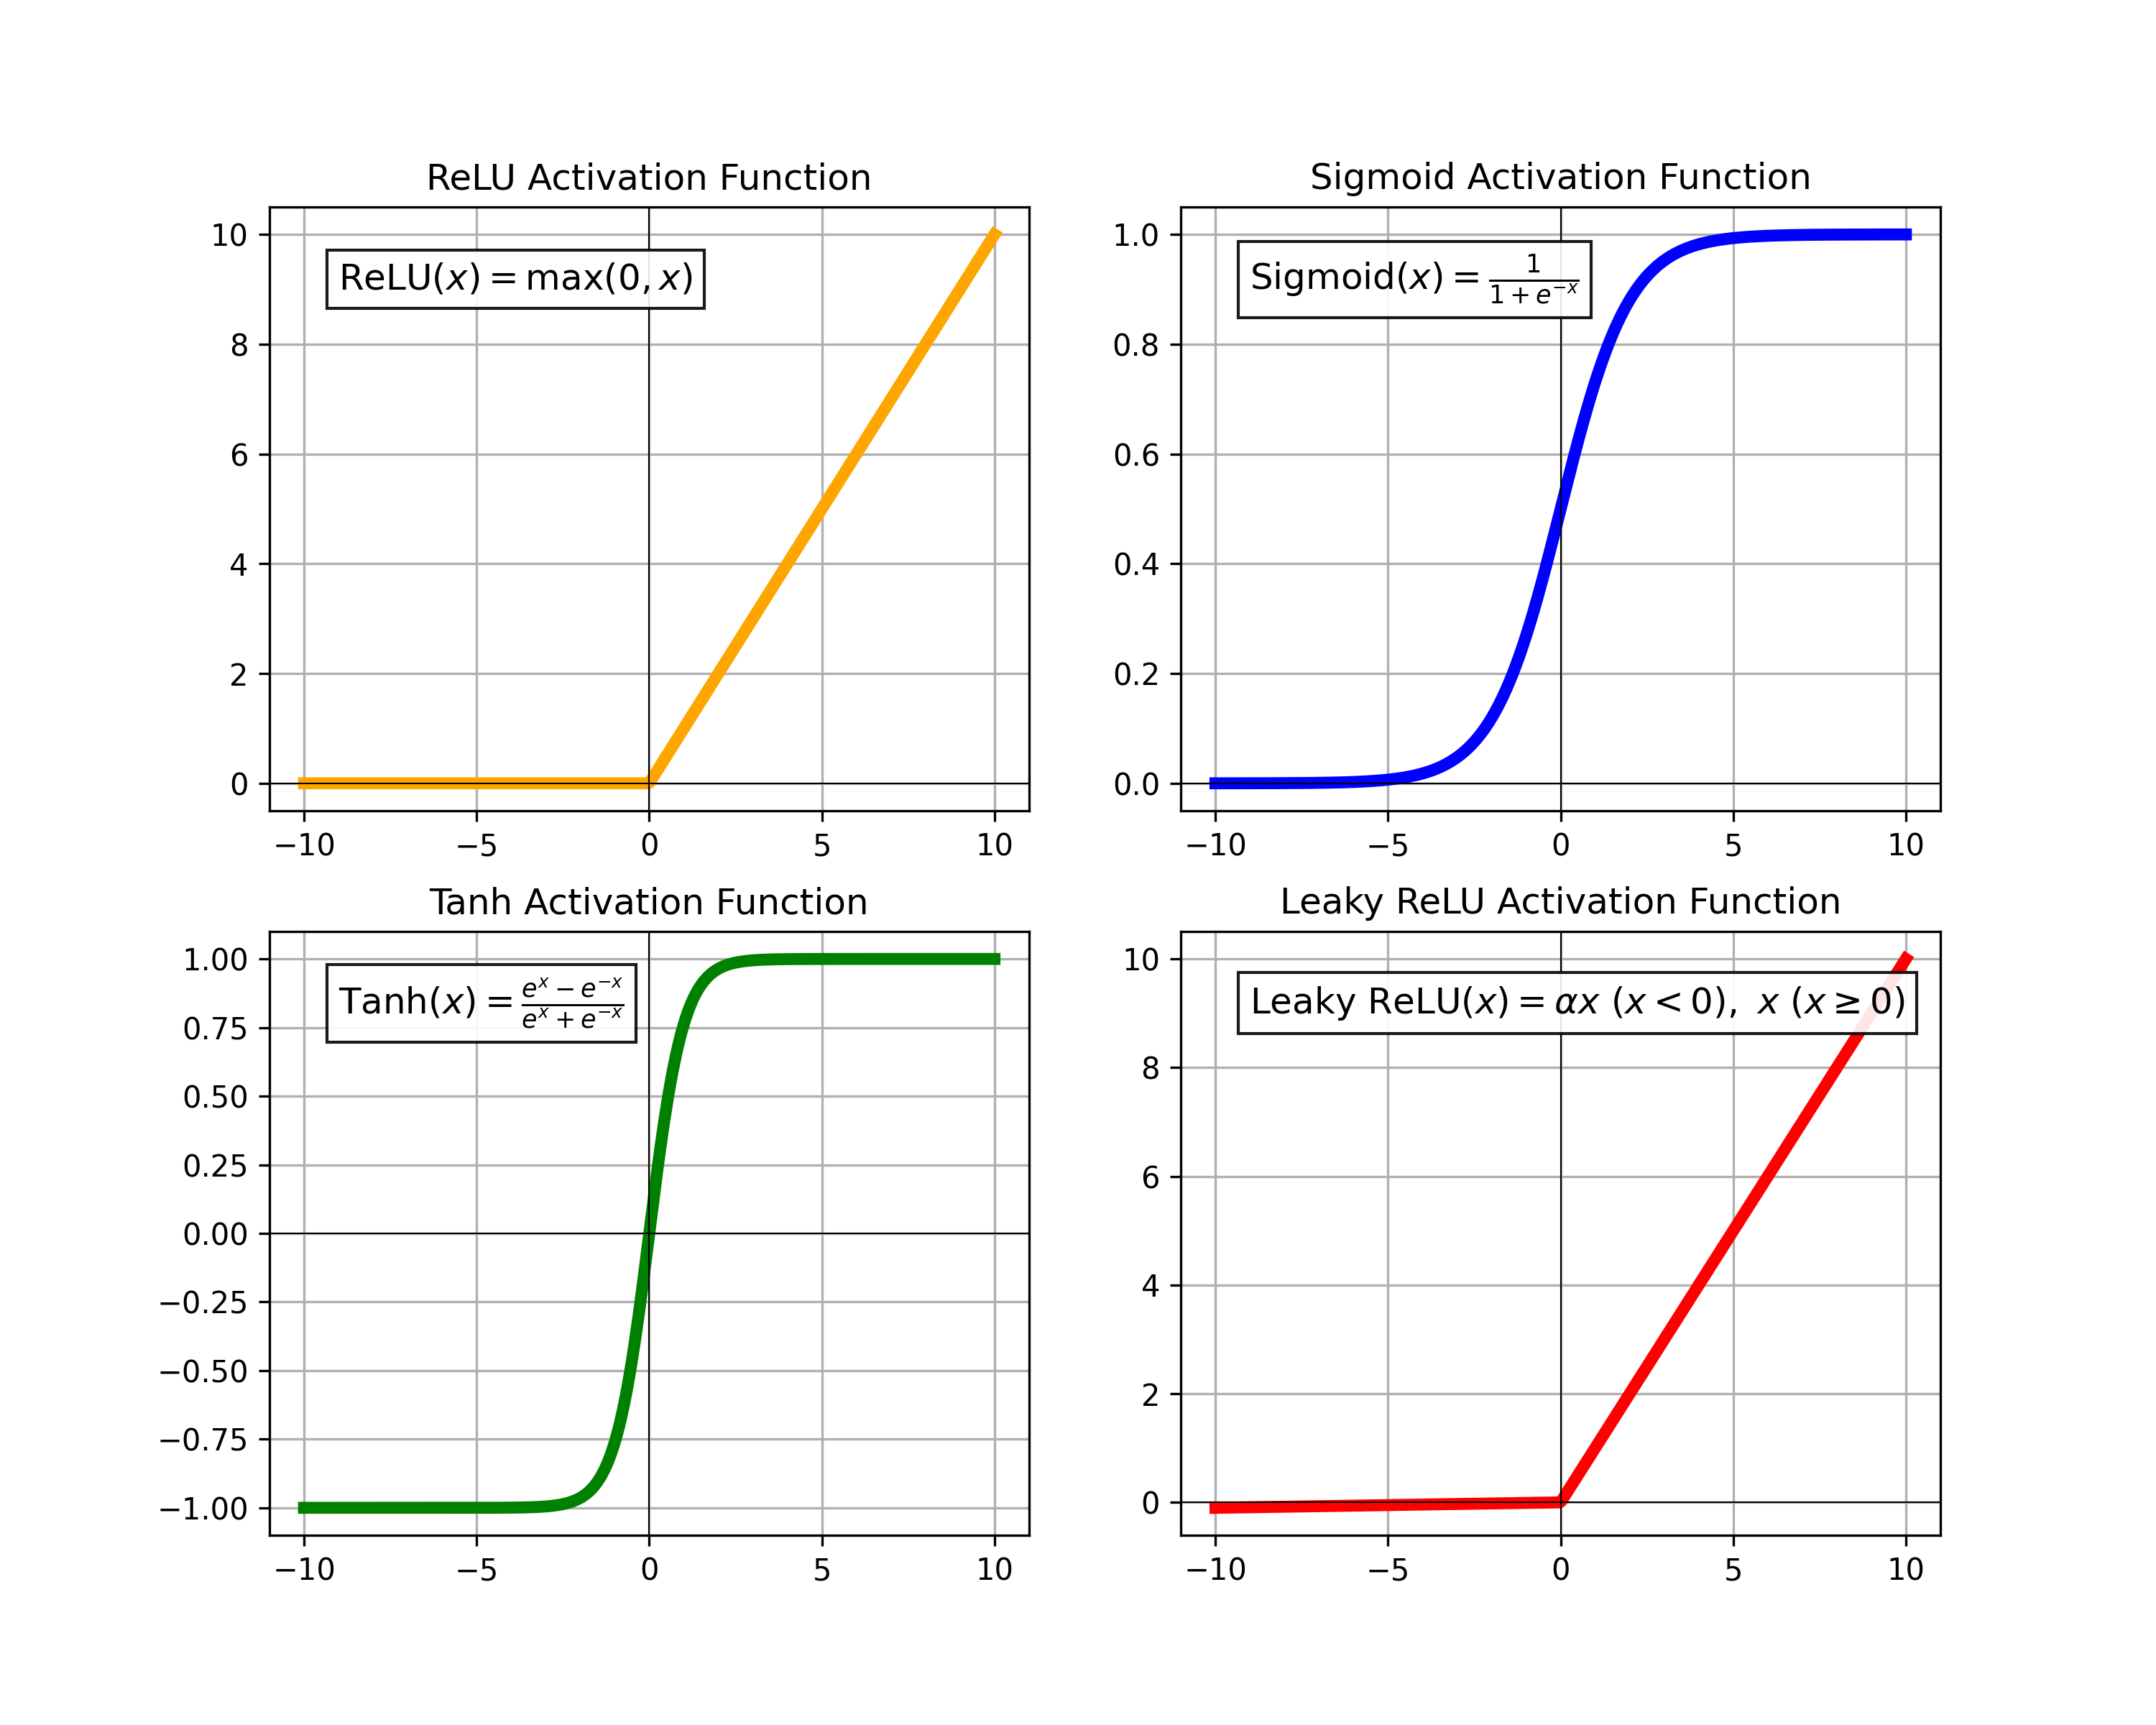 ReLU Activation Function
ReLU(x) = max(0, x)
10
8
6
4
2
0
−10 −5 0 5 10
Sigmoid Activation Function
Sigmoid(x) = \frac{1}{1 + e^{−x}}
1.0
0.8
0.6
0.4
0.2
0.0
−10 −5 0 5 10
Tanh Activation Function
Tanh(x) = \frac{e^x − e^{−x}}{e^x + e^{−x}}
1.00
0.75
0.50
0.25
0.00
−0.25
−0.50
−0.75
−1.00
−10 −5 0 5 10
Leaky ReLU Activation Function
Leaky ReLU(x) = αx (x < 0), x (x ≥ 0)
10
8
6
4
2
0
−10 −5 0 5 10